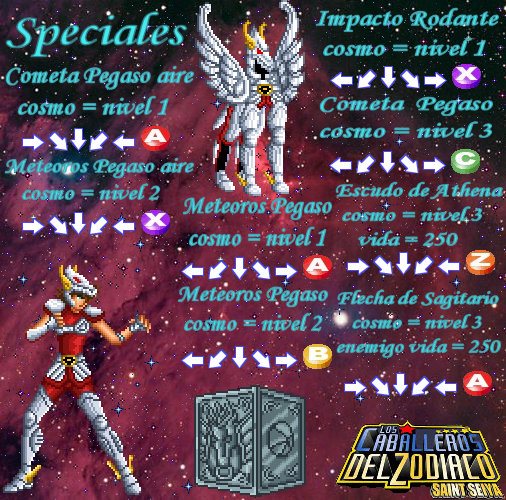 Speciales
Cometa Pegaso aire
cosmo = nivel 1
A
Meteoros Pegaso aire
cosmo = nivel 2
X
Meteoros Pegaso
cosmo = nivel 1
A
Meteoros Pegaso
cosmo = nivel 2
B
Impacto Rodante
cosmo = nivel 1
X
Cometa Pegaso
cosmo = nivel 3
C
Escudo de Athena
cosmo = nivel 3
vida = 250
Z
Flecha de Sagitario
cosmo = nivel 3
enemigo vida = 250
A
LOS
CABALLEROS
DEL ZODIACO
SAINT SEIYA